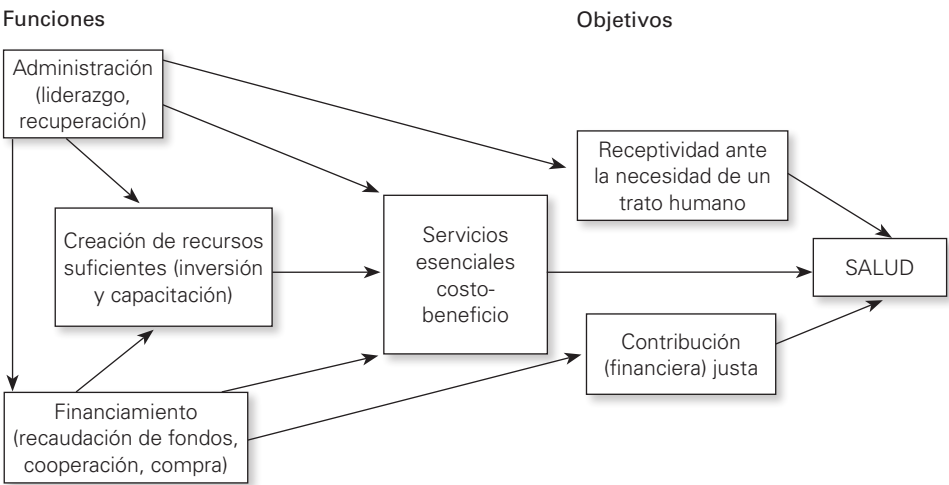 Funciones
Objetivos
Administración
(liderazgo,
recuperación)
Receptividad ante
la necesidad de un
trato humano
Creación de recursos
suficientes (inversión
y capacitación)
Servicios
esenciales
costo-
beneficio
SALUD
Contribución
(financiera) justa
Financiamiento
(recaudación de fondos,
cooperación, compra)